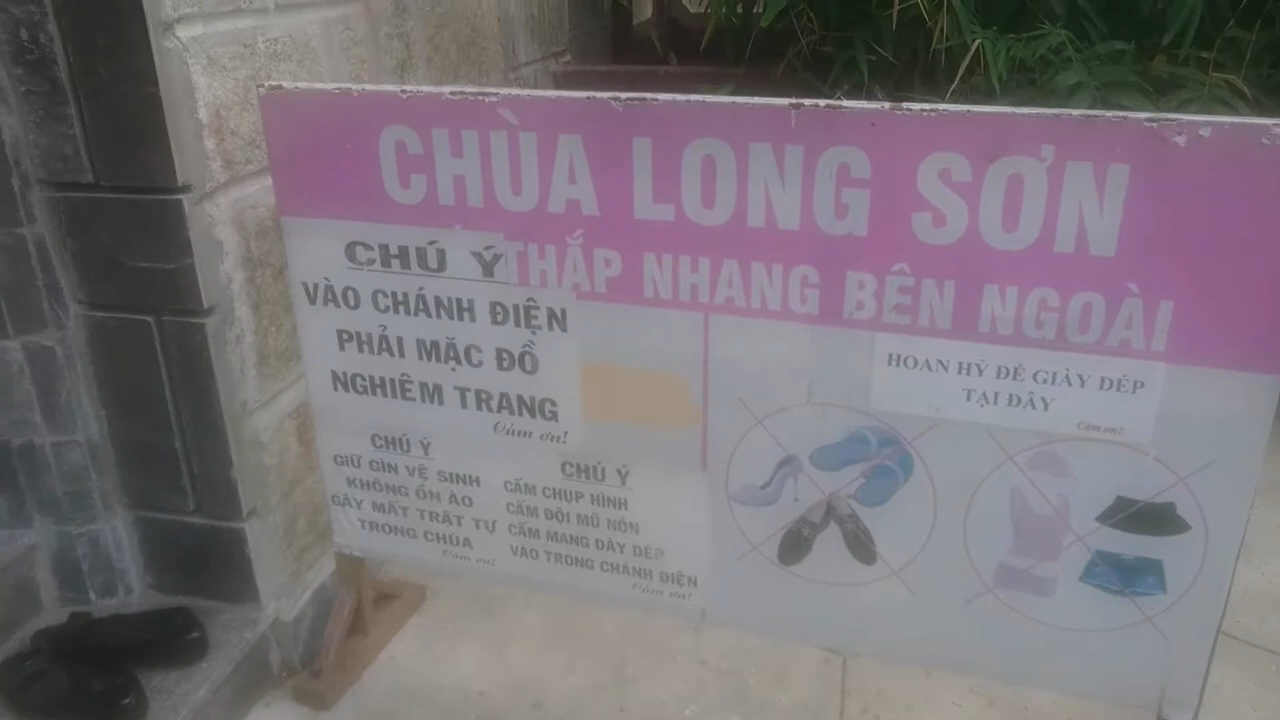 CHÙA LONG SƠN
THẮP NHANG BÊN NGOÀI
CHÚ Ý
VÀO CHÁNH ĐIỆN
PHẢI MẶC ĐỒ
NGHIÊM TRANG
Cảm ơn!
HOAN HỶ ĐỂ GIÀY DÉP
TẠI ĐÂY
Cảm ơn!
CHÚ Ý
GIỮ GÌN VỆ SINH
KHÔNG ỒN ÀO
GÂY MẤT TRẬT TỰ
TRONG CHÙA
Cảm ơn!
CHÚ Ý
CẤM CHỤP HÌNH
CẤM ĐỘI MŨ NÓN
CẤM MANG DÀY DÉP
VÀO TRONG CHÁNH ĐIỆN
Cảm ơn!